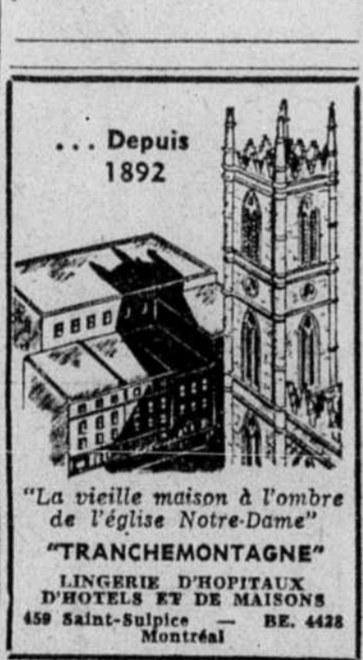 ... Depuis
1892
"La vieille maison à l'ombre
de l'église Notre-Dame"
"TRANCHEMONTAGNE"
LINGERIE D'HOPITAUX
D'HOTELS ET DE MAISONS
459 Saint-Sulpice — BE. 4428
Montréal